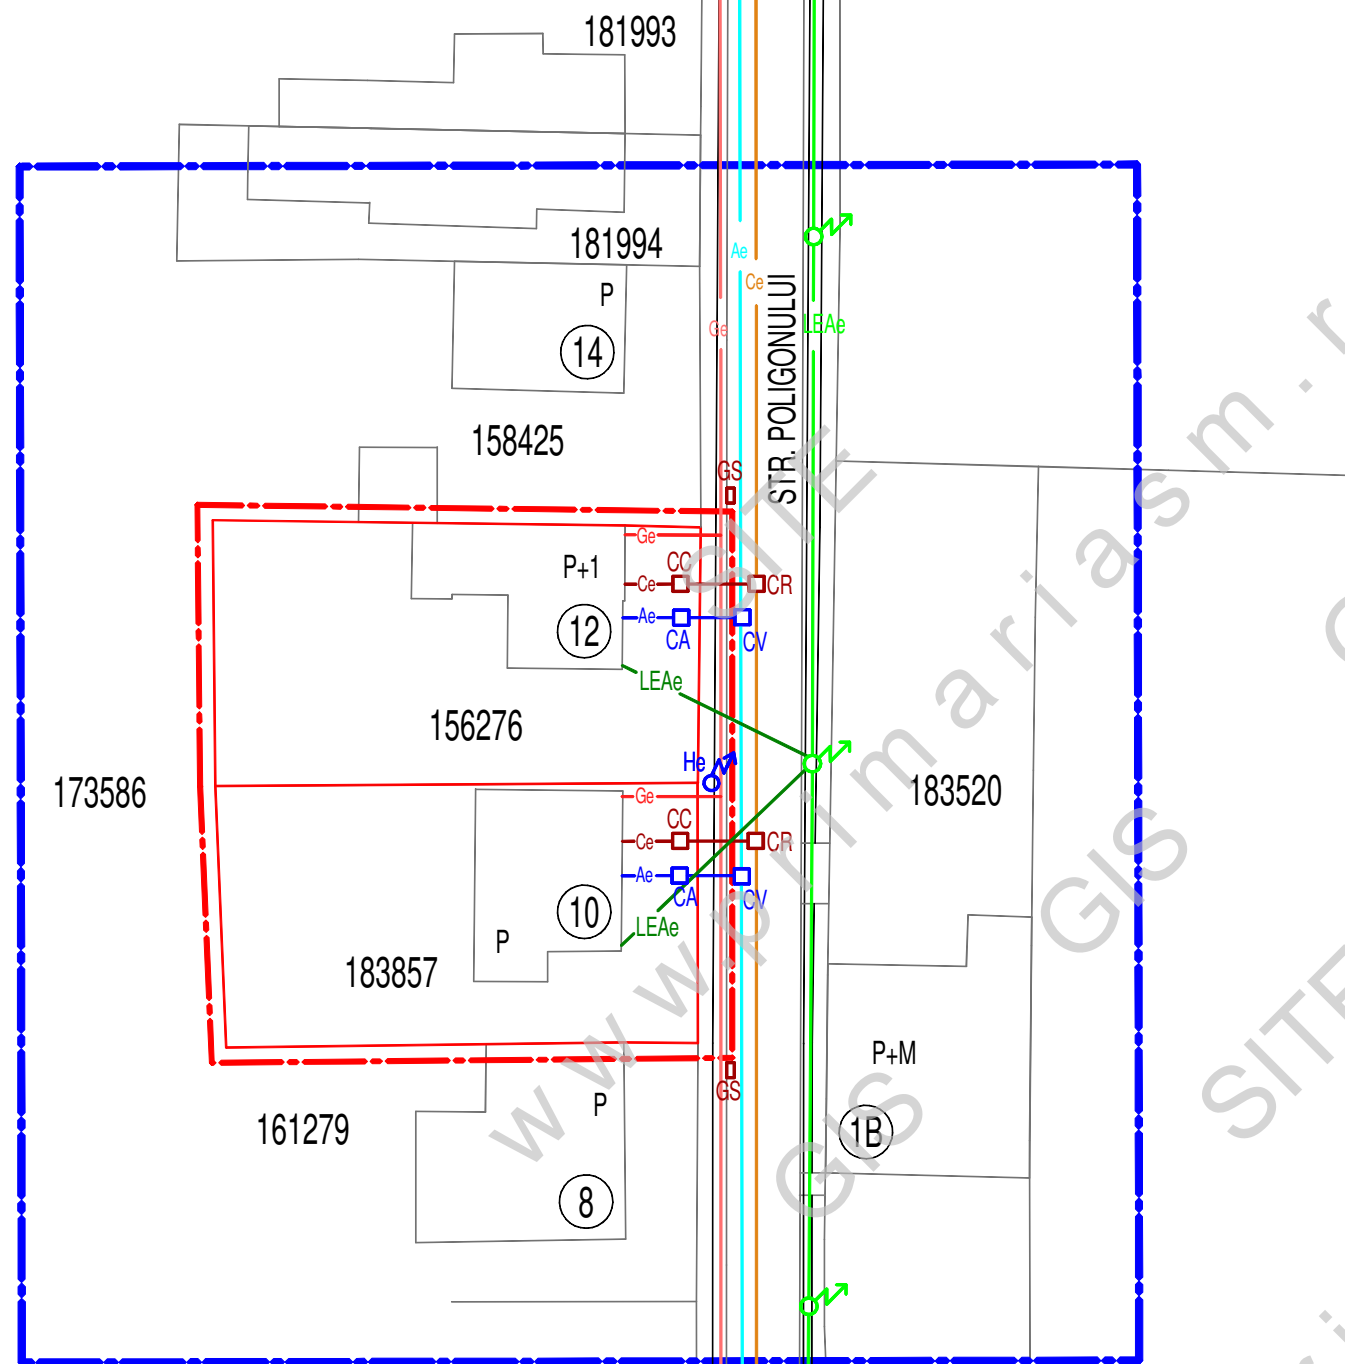 181993
181994
P
14
158425
Ae
Ce
Ge
LEAe
STR. POLIGONULUI
GS
Ge
P+1
CC
Ce
CR
12
Ae
CA
CV
LEAe
156276
173586
He
Ge
183520
CC
Ce
CR
Ae
CA
CV
10
LEAe
P
183857
GS
P+M
P
161279
1B
8
SITE
www.primariasm.r
GIS
GIS
SITE